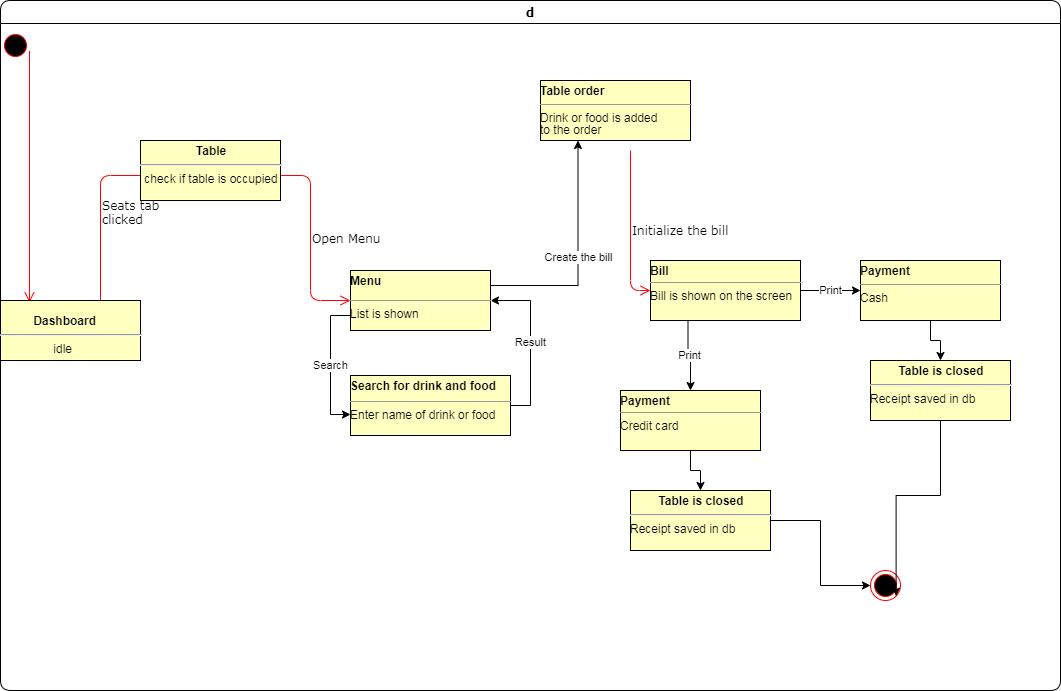 d
Table order
Drink or food is added
to the order
Table
check if table is occupied
Seats tab
clicked
Open Menu
Initialize the bill
Create the bill
Menu
List is shown
Bill
Bill is shown on the screen
Print
Payment
Cash
Dashboard
idle
Result
Search
Print
Search for drink and food
Enter name of drink or food
Table is closed
Receipt saved in db
Payment
Credit card
Table is closed
Receipt saved in db